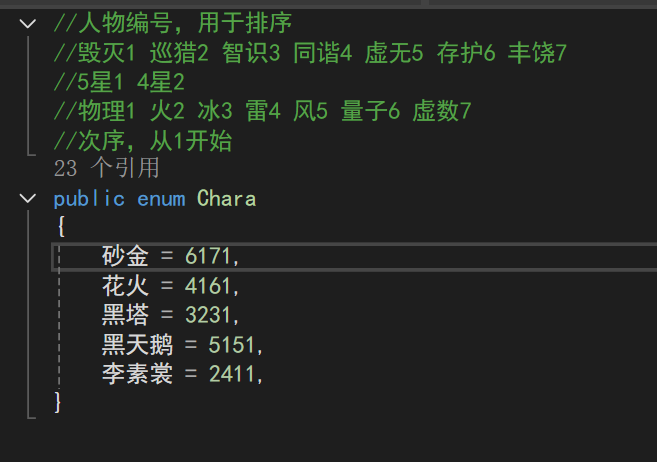 //人物编号，用于排序
//毁灭1 巡猎2 智识3 同谐4 虚无5 存护6 丰饶7
//5星1 4星2
//物理1 火2 冰3 雷4 风5 量子6 虚数7
//次序，从1开始
23 个引用
public enum Chara
{
砂金 = 6171,
花火 = 4161,
黑塔 = 3231,
黑天鹅 = 5151,
李素裳 = 2411,
}